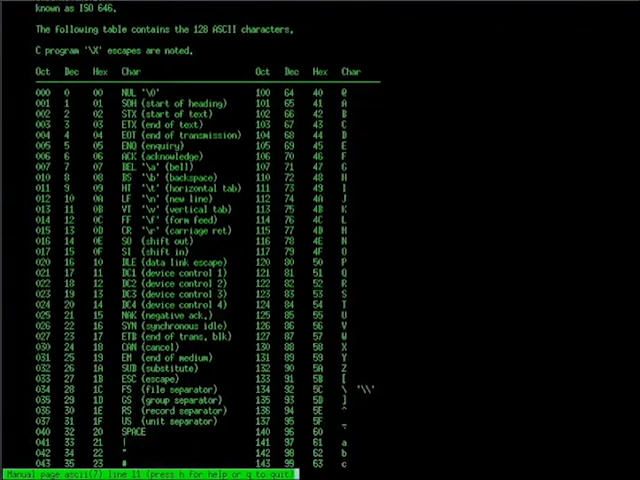 known as ISO 646.
The following table contains the 128 ASCII characters.
C program '\X' escapes are noted.
Oct Dec Hex Char Oct Dec Hex Char
000 0 00 NUL '\0' 100 64 40 @
001 1 01 SOH (start of heading) 101 65 41 A
002 2 02 STX (start of text) 102 66 42 B
003 3 03 ETX (end of text) 103 67 43 C
004 4 04 EOT (end of transmission) 104 68 44 D
005 5 05 ENQ (enquiry) 105 69 45 E
006 6 06 ACK (acknowledge) 106 70 46 F
007 7 07 BEL '\a' (bell) 107 71 47 G
010 8 08 BS '\b' (backspace) 110 72 48 H
011 9 09 HT '\t' (horizontal tab) 111 73 49 I
012 10 0A LF '\n' (new line) 112 74 4A J
013 11 0B VT '\v' (vertical tab) 113 75 4B K
014 12 0C FF '\f' (form feed) 114 76 4C L
015 13 0D CR '\r' (carriage ret) 115 77 4D M
016 14 0E SO (shift out) 116 78 4E N
017 15 0F SI (shift in) 117 79 4F O
020 16 10 DLE (data link escape) 120 80 50 P
021 17 11 DC1 (device control 1) 121 81 51 Q
022 18 12 DC2 (device control 2) 122 82 52 R
023 19 13 DC3 (device control 3) 123 83 53 S
024 20 14 DC4 (device control 4) 124 84 54 T
025 21 15 NAK (negative ack.) 125 85 55 U
026 22 16 SYN (synchronous idle) 126 86 56 V
027 23 17 ETB (end of trans. blk) 127 87 57 W
030 24 18 CAN (cancel) 130 88 58 X
031 25 19 EM (end of medium) 131 89 59 Y
032 26 1A SUB (substitute) 132 90 5A Z
033 27 1B ESC (escape) 133 91 5B [
034 28 1C FS (file separator) 134 92 5C \ '\\'
035 29 1D GS (group separator) 135 93 5D ]
036 30 1E RS (record separator) 136 94 5E ^
037 31 1F US (unit separator) 137 95 5F _
040 32 20 SPACE 140 96 60 `
041 33 21 ! 141 97 61 a
042 34 22 " 142 98 62 b
043 35 23 # 143 99 63 c
Manual page ascii(7) line 11 (press h for help or q to quit)